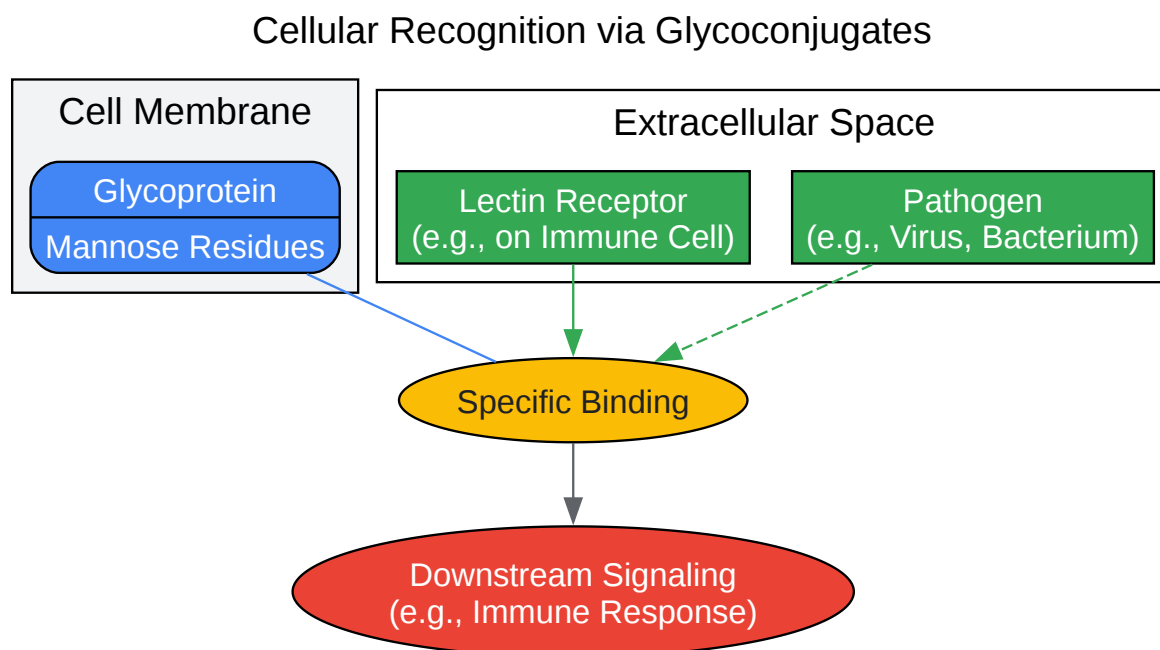 Cellular Recognition via Glycoconjugates
Cell Membrane
Glycoprotein
Mannose Residues
Extracellular Space
Lectin Receptor
(e.g., on Immune Cell)
Pathogen
(e.g., Virus, Bacterium)
Specific Binding
Downstream Signaling
(e.g., Immune Response)